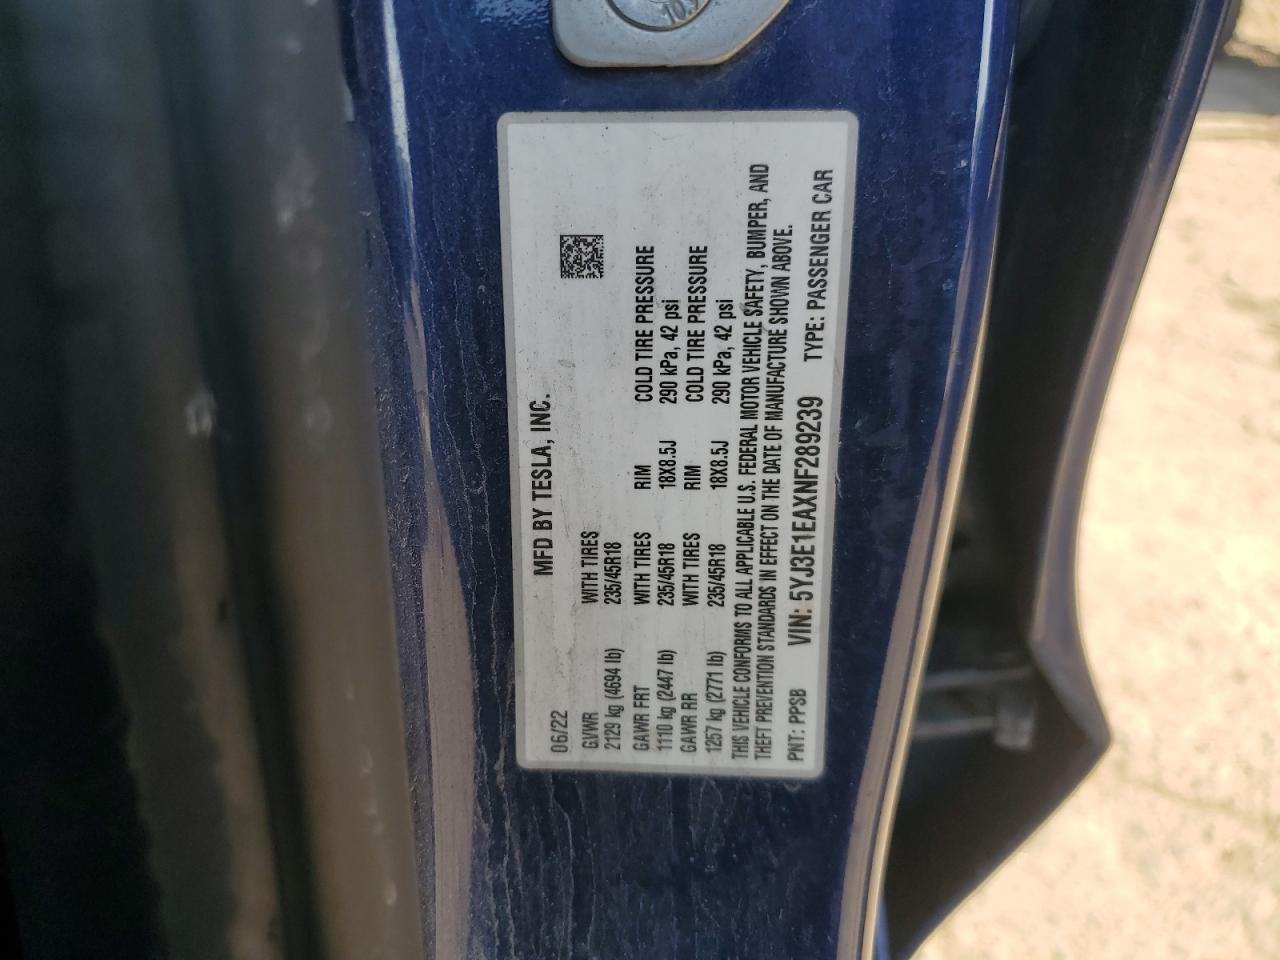 10.9
MFD BY TESLA, INC.
06/22
GVWR WITH TIRES
2129 kg (4694 lb) 235/45R18
GAWR FRT WITH TIRES RIM COLD TIRE PRESSURE
1110 kg (2447 lb) 235/45R18 18X8.5J 290 kPa, 42 psi
GAWR RR WITH TIRES RIM COLD TIRE PRESSURE
1257 kg (2771 lb) 235/45R18 18X8.5J 290 kPa, 42 psi
THIS VEHICLE CONFORMS TO ALL APPLICABLE U.S. FEDERAL MOTOR VEHICLE SAFETY, BUMPER, AND
THEFT PREVENTION STANDARDS IN EFFECT ON THE DATE OF MANUFACTURE SHOWN ABOVE.
PNT: PPSB VIN: 5YJ3E1EAXNF289239 TYPE: PASSENGER CAR